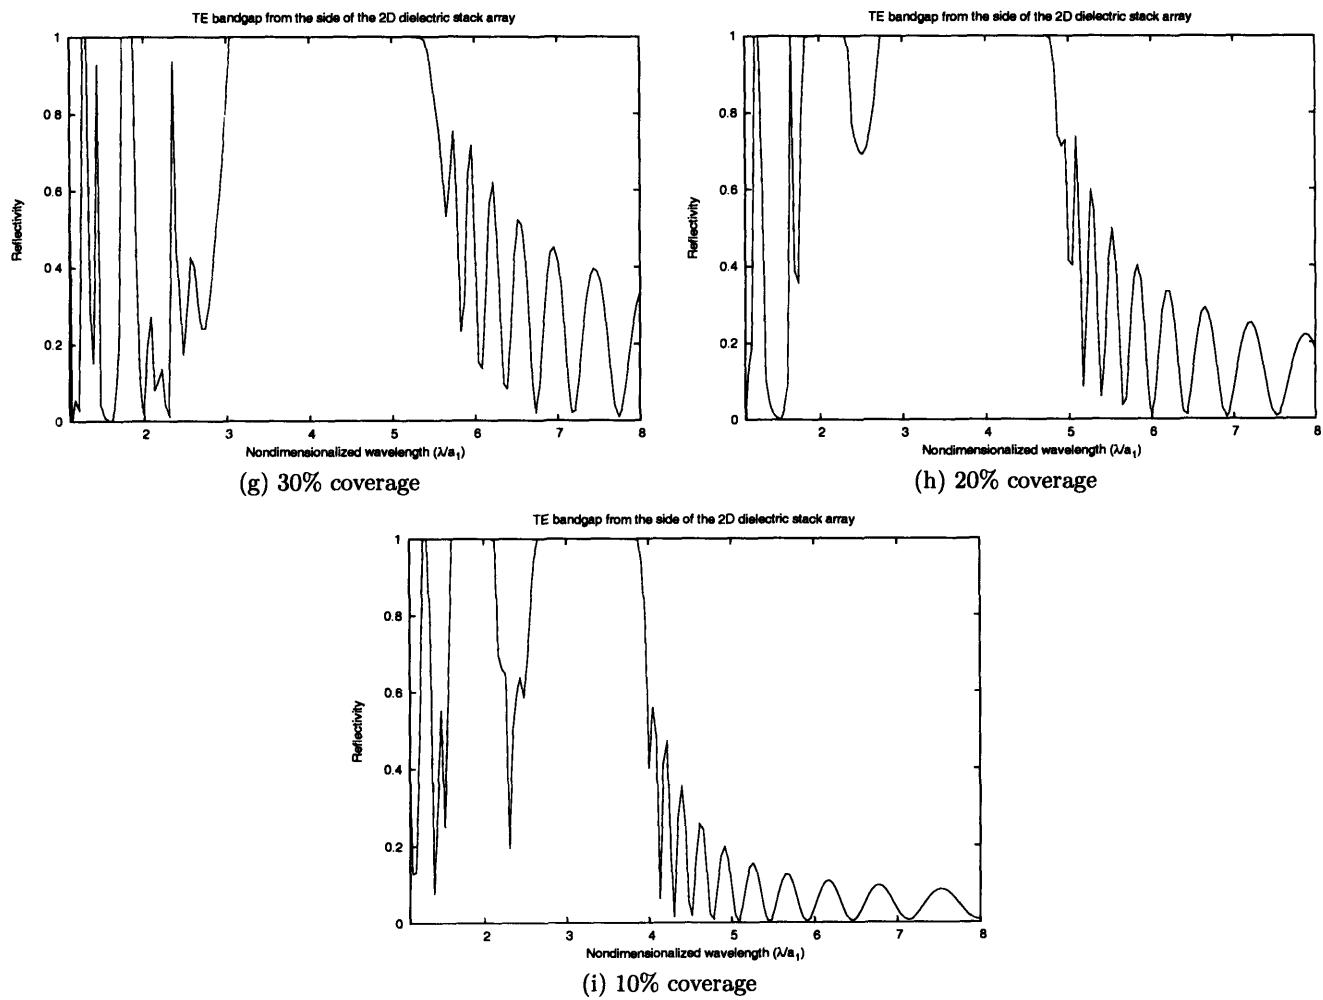 TE bandgap from the side of the 2D dielectric stack array
1
0.8
0.6
0.4
0.2
0
Reflectivity
2 3 4 5 6 7 8
Nondimensionalized wavelength (λ/a1)
(g) 30% coverage
TE bandgap from the side of the 2D dielectric stack array
1
0.8
0.6
0.4
0.2
0
Reflectivity
2 3 4 5 6 7 8
Nondimensionalized wavelength (λ/a1)
(h) 20% coverage
TE bandgap from the side of the 2D dielectric stack array
1
0.8
0.6
0.4
0.2
0
Reflectivity
2 3 4 5 6 7 8
Nondimensionalized wavelength (λ/a1)
(i) 10% coverage